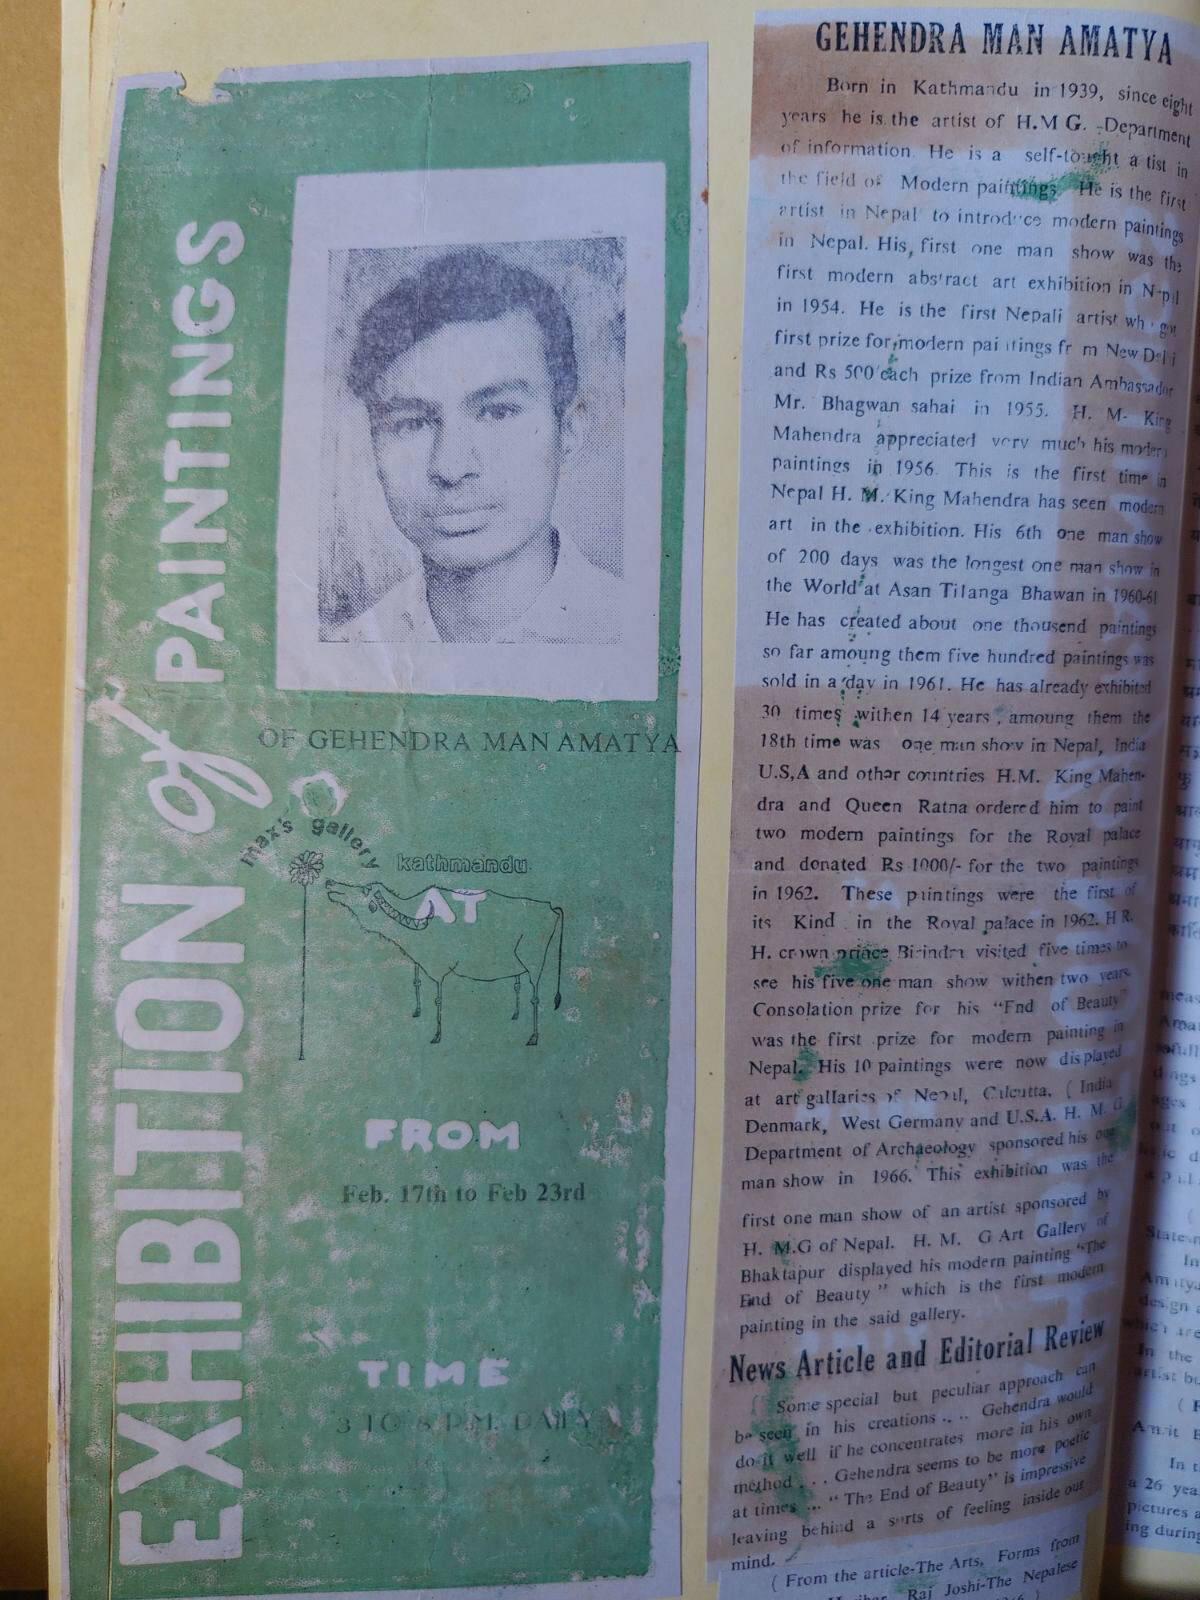 EXHIBITION of PAINTINGS
OF GEHENDRA MAN AMATYA
max's gallery
kathmandu
AT
FROM
Feb. 17th to Feb 23rd
TIME
3 TO 8 P.M. DAILY
GEHENDRA MAN AMATYA
Born in Kathmandu in 1939, since eight
years he is the artist of H.M G. Department
of information. He is a self-tought a tist in
the field of Modern paintings He is the first
artist in Nepal to introduce modern paintings
in Nepal. His, first one man show was the
first modern abstract art exhibition in Nepal
in 1954. He is the first Nepali artist wh got
first prize for modern pai itings fr m New Delhi
and Rs 500 each prize from Indian Ambassador
Mr. Bhagwan sahai in 1955. H. M- King
Mahendra appreciated very much his modern
paintings in 1956. This is the first time in
Nepal H. M. King Mahendra has seen modern
art in the exhibition. His 6th one man show
of 200 days was the longest one man show in
the World at Asan Tilanga Bhawan in 1960-61
He has created about one thousend paintings
so far amoung them five hundred paintings was
sold in a day in 1961. He has already exhibited
30 times withen 14 years , amoung them the
18th time was one man show in Nepal, India
U.S,A and other countries H.M. King Mahen-
dra and Queen Ratna ordered him to paint
two modern paintings for the Royal palace
and donated Rs 1000/- for the two paintings
in 1962. These paintings were the first of
its Kind in the Royal palace in 1962. H R.
H. crown prince Birindra visited five times to
see his five one man show withen two years.
Consolation prize for his "End of Beauty"
was the first prize for modern painting in
Nepal. His 10 paintings were now displayed
at art gallaries of Nepal, Calcutta, ( India
Denmark, West Germany and U.S.A. H. M. G
Department of Archaeology sponsored his one
man show in 1966. This exhibition was the
first one man show of an artist sponsored by
H. M.G of Nepal. H. M. G Art Gallery of
Bhaktapur displayed his modern painting "The
End of Beauty" which is the first modern
painting in the said gallery.
News Article and Editorial Review
( Some special but peculiar approach can
be seen in his creations .. .. Gehendra would
do it well if he concentrates more in his own
method . . . Gehendra seems to be more poetic
at times ... "The End of Beauty" is impressive
leaving behind a sorts of feeling inside our
mind.
( From the article-The Arts, Forms from
Raj Joshi-The Nepalese